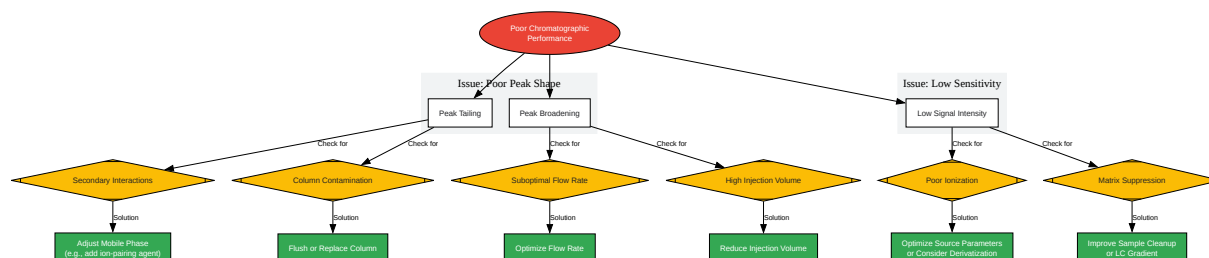 Poor Chromatographic
Performance
Issue: Poor Peak Shape
Issue: Low Sensitivity
Peak Tailing
Peak Broadening
Low Signal Intensity
Check for
Check for
Check for
Check for
Check for
Check for
Secondary Interactions
Column Contamination
Suboptimal Flow Rate
High Injection Volume
Poor Ionization
Matrix Suppression
Solution
Solution
Solution
Solution
Solution
Solution
Adjust Mobile Phase
(e.g., add ion-pairing agent)
Flush or Replace Column
Optimize Flow Rate
Reduce Injection Volume
Optimize Source Parameters
or Consider Derivatization
Improve Sample Cleanup
or LC Gradient